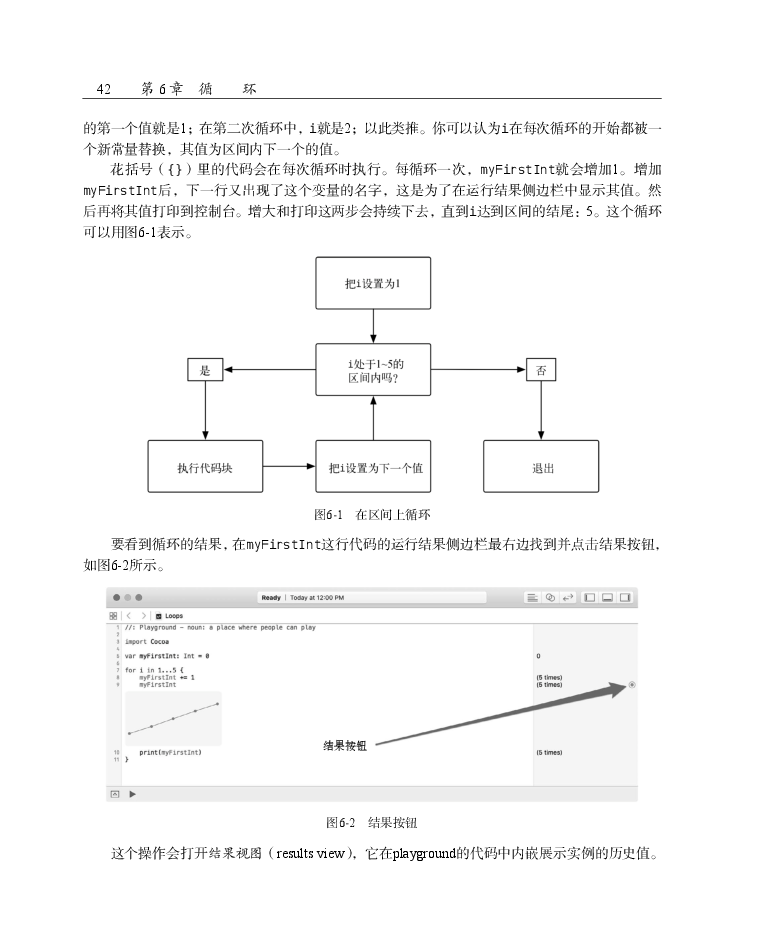 42 第 6 章 循 环
的第一个值就是1；在第二次循环中，i就是2；以此类推。你可以认为i在每次循环的开始都被一
个新常量替换，其值为区间内下一个的值。
花括号（{}）里的代码会在每次循环时执行。每循环一次，myFirstInt就会增加1。增加
myFirstInt后，下一行又出现了这个变量的名字，这是为了在运行结果侧边栏中显示其值。然
后再将其值打印到控制台。增大和打印这两步会持续下去，直到i达到区间的结尾：5。这个循环
可以用图6-1表示。
把i设置为1
是
i处于1~5的
区间内吗？
否
执行代码块
把i设置为下一个值
退出
图6-1 在区间上循环
要看到循环的结果，在myFirstInt这行代码的运行结果侧边栏最右边找到并点击结果按钮，
如图6-2所示。
Ready | Today at 12:00 PM
Loops
1 //: Playground - noun: a place where people can play
2
3 import Cocoa
4
5 var myFirstInt: Int = 0 0
6
7 for i in 1...5 {
8 myFirstInt += 1 (5 times)
9 myFirstInt (6 times)
结果按钮
10 print(myFirstInt) (5 times)
11 }
图6-2 结果按钮
这个操作会打开结果视图（results view），它在playground的代码中内嵌展示实例的历史值。